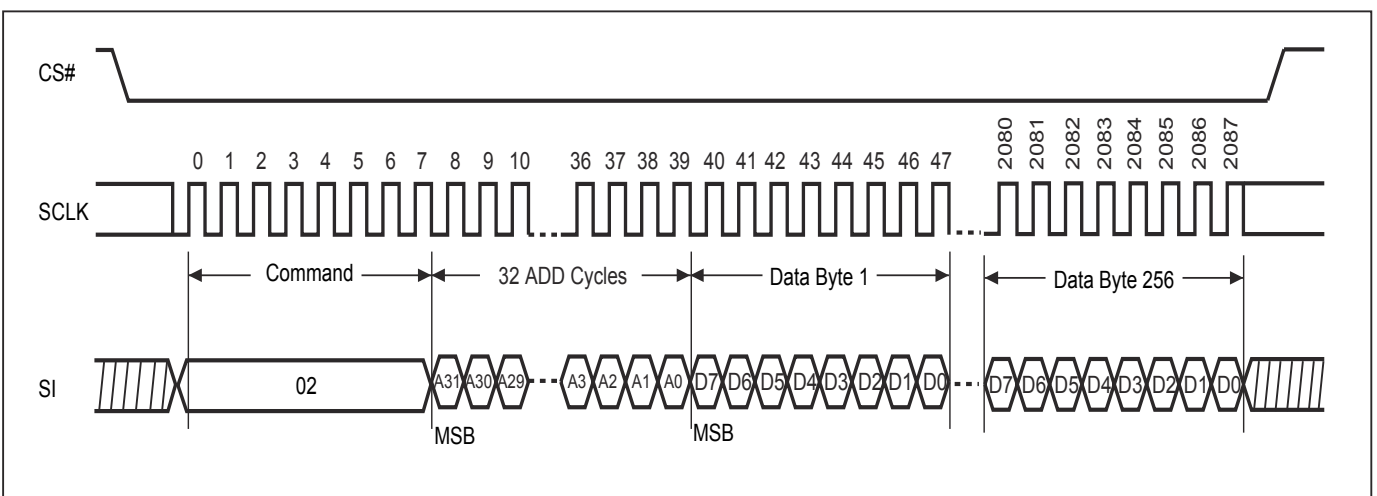 CS#
2080 2081 2082 2083 2084 2085 2086 2087
0 1 2 3 4 5 6 7 8 9 10 36 37 38 39 40 41 42 43 44 45 46 47
SCLK
Command 32 ADD Cycles Data Byte 1 Data Byte 256
SI 02 A31 A30 A29 A3 A2 A1 A0 D7 D6 D5 D4 D3 D2 D1 D0 D7 D6 D5 D4 D3 D2 D1 D0
MSB MSB